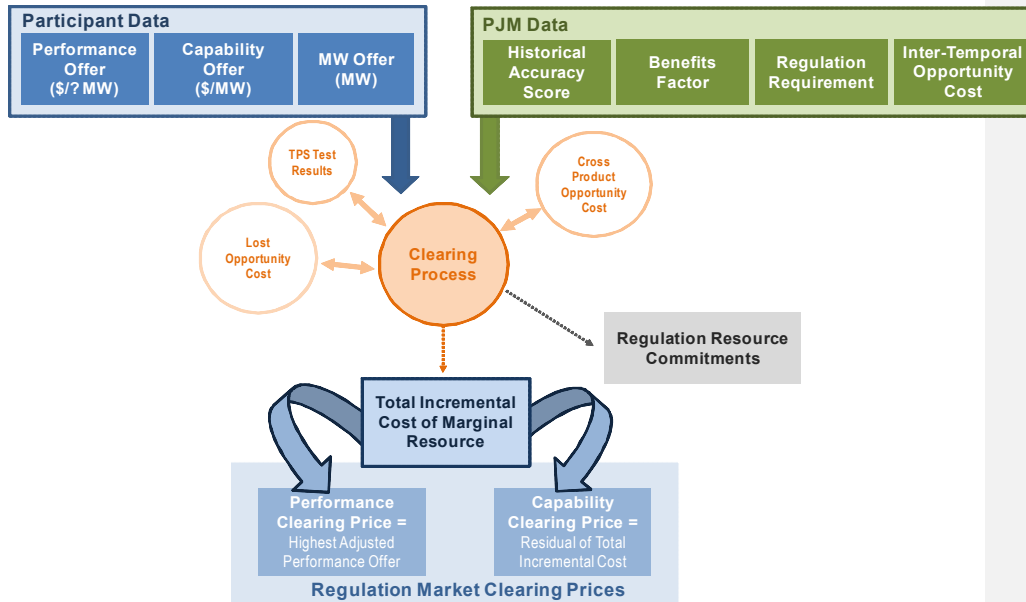 Participant Data
Performance
Offer
($/? MW)
Capability
Offer
($/MW)
MW Offer
(MW)
PJM Data
Historical
Accuracy
Score
Benefits
Factor
Regulation
Requirement
Inter-Temporal
Opportunity
Cost
TPS Test
Results
Cross
Product
Opportunity
Cost
Lost
Opportunity
Cost
Clearing
Process
Regulation Resource
Commitments
Total Incremental
Cost of Marginal
Resource
Performance
Clearing Price =
Highest Adjusted
Performance Offer
Capability
Clearing Price =
Residual of Total
Incremental Cost
Regulation Market Clearing Prices